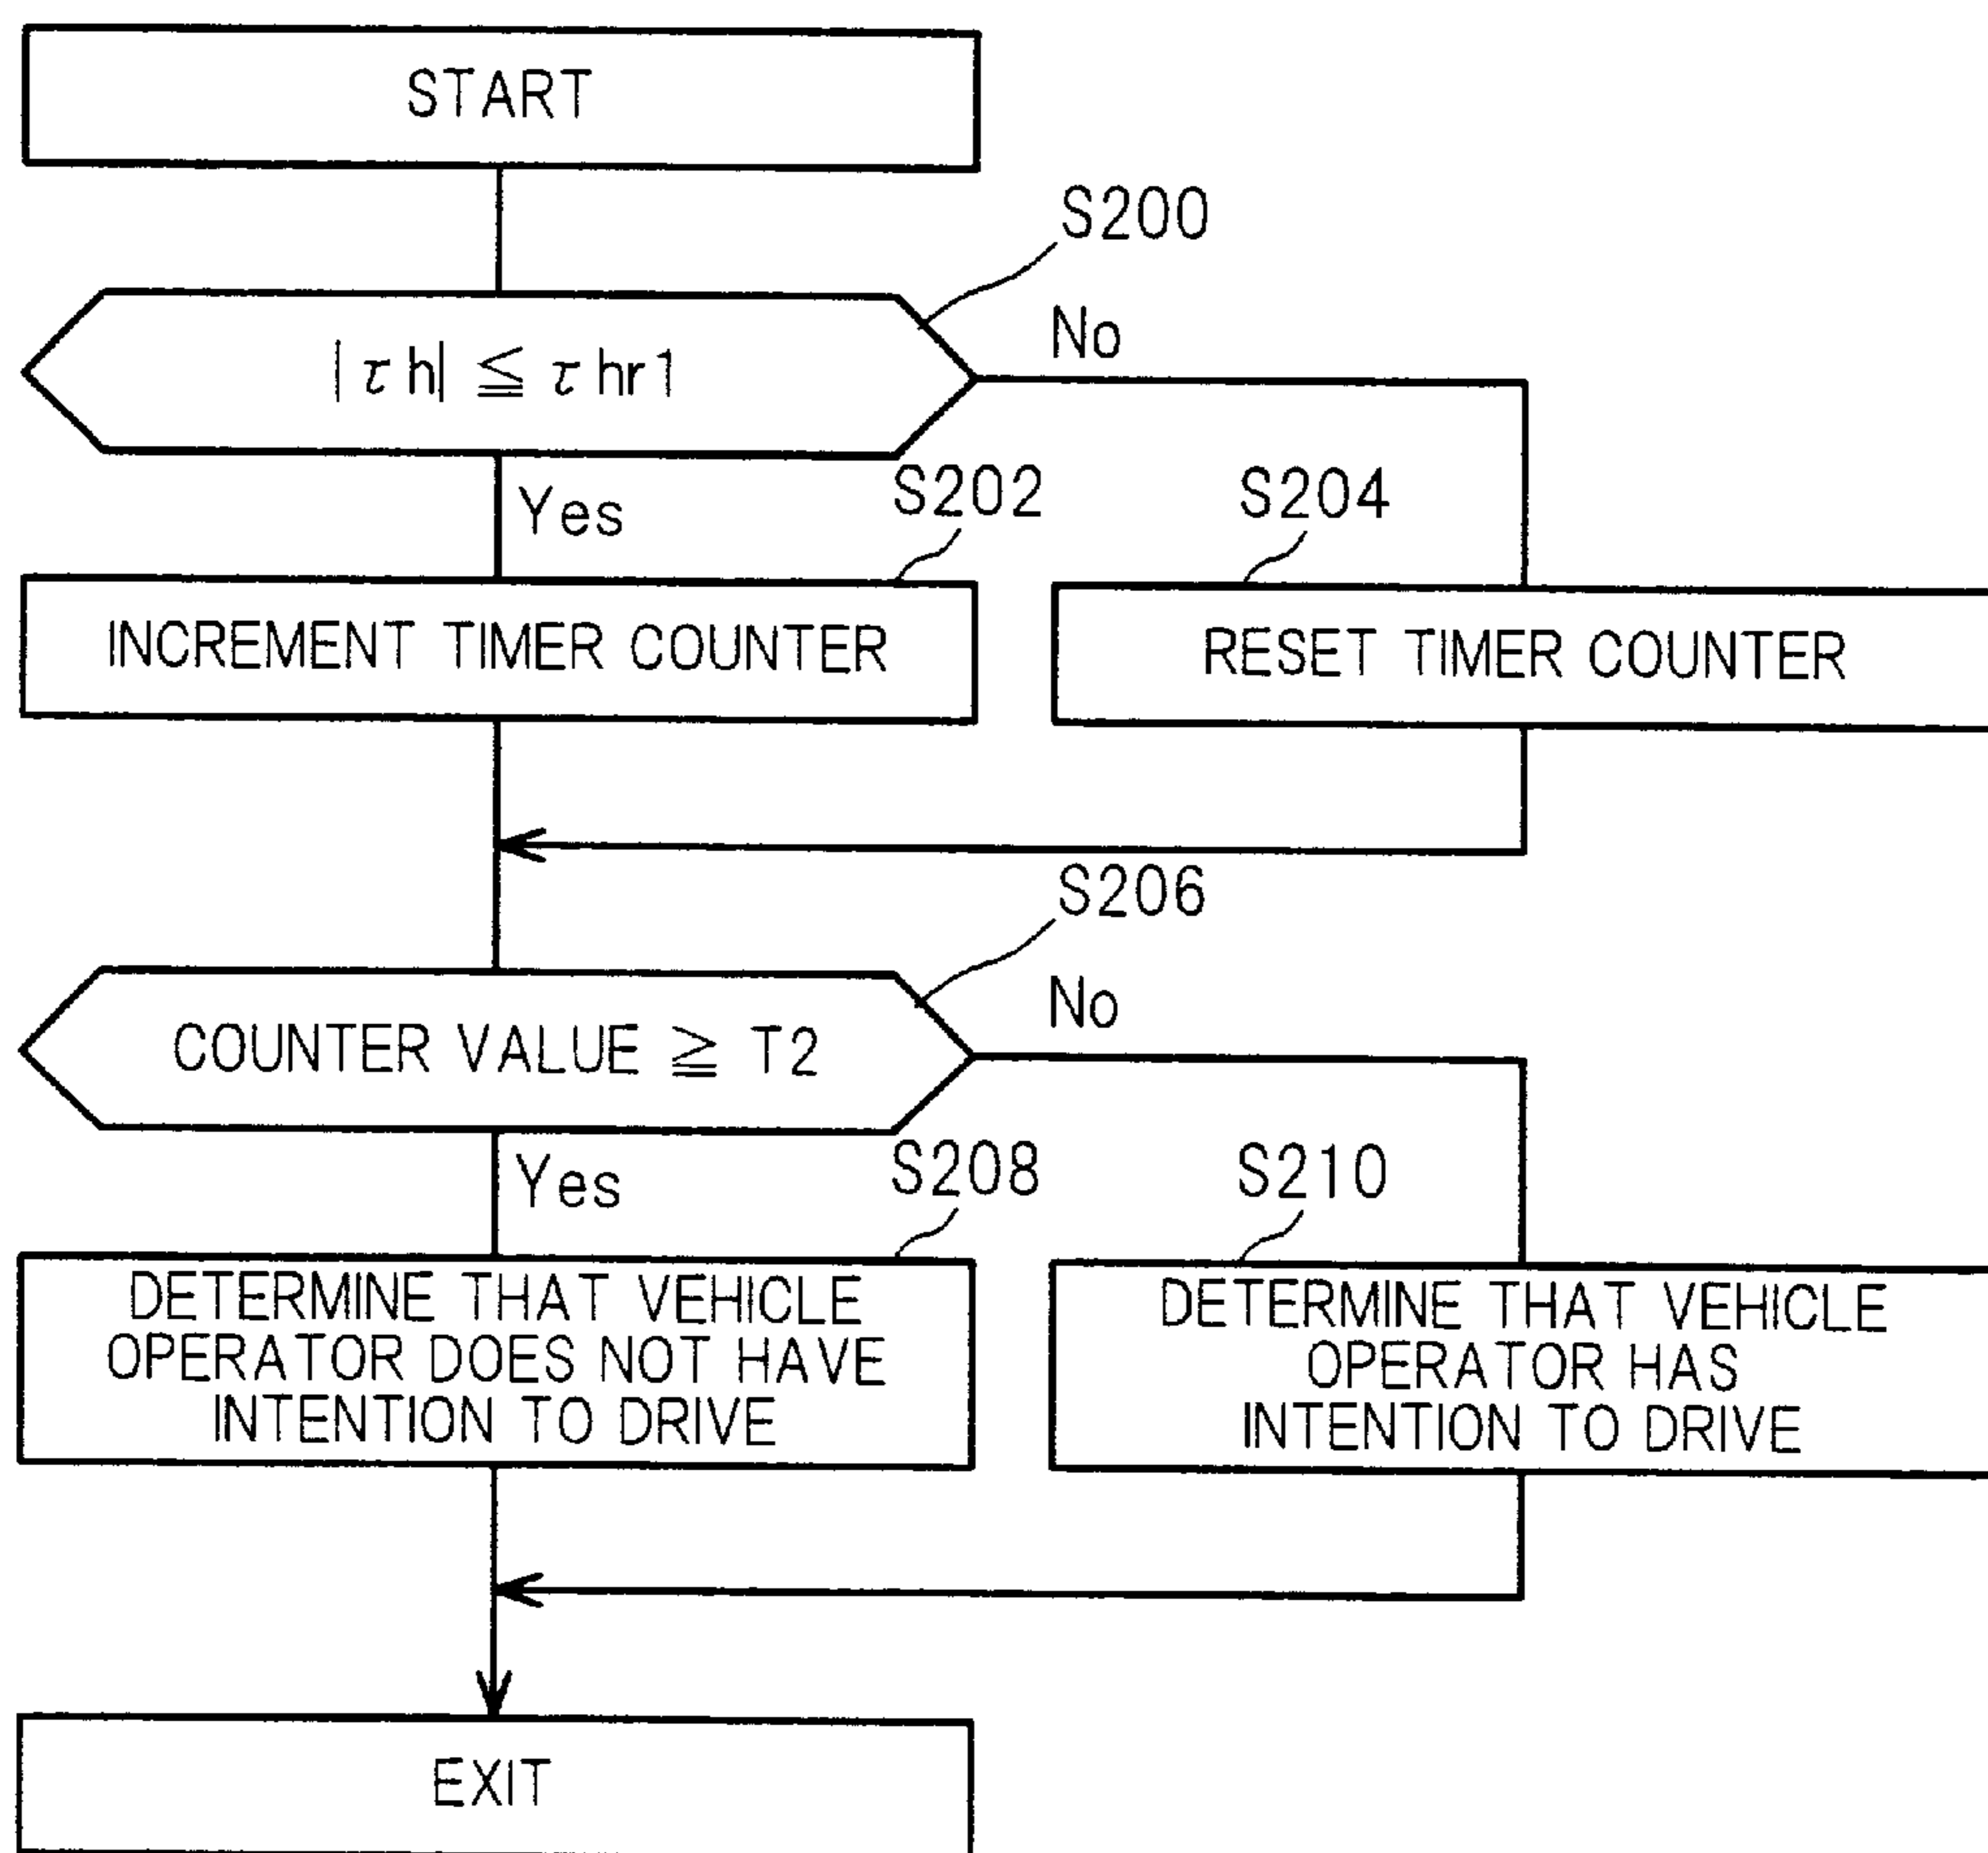 START
S200
|τh| ≦ τhr1
No
Yes
S202
S204
INCREMENT TIMER COUNTER
RESET TIMER COUNTER
S206
COUNTER VALUE ≧ T2
No
Yes
S208
S210
DETERMINE THAT VEHICLE
OPERATOR DOES NOT HAVE
INTENTION TO DRIVE
DETERMINE THAT VEHICLE
OPERATOR HAS
INTENTION TO DRIVE
EXIT